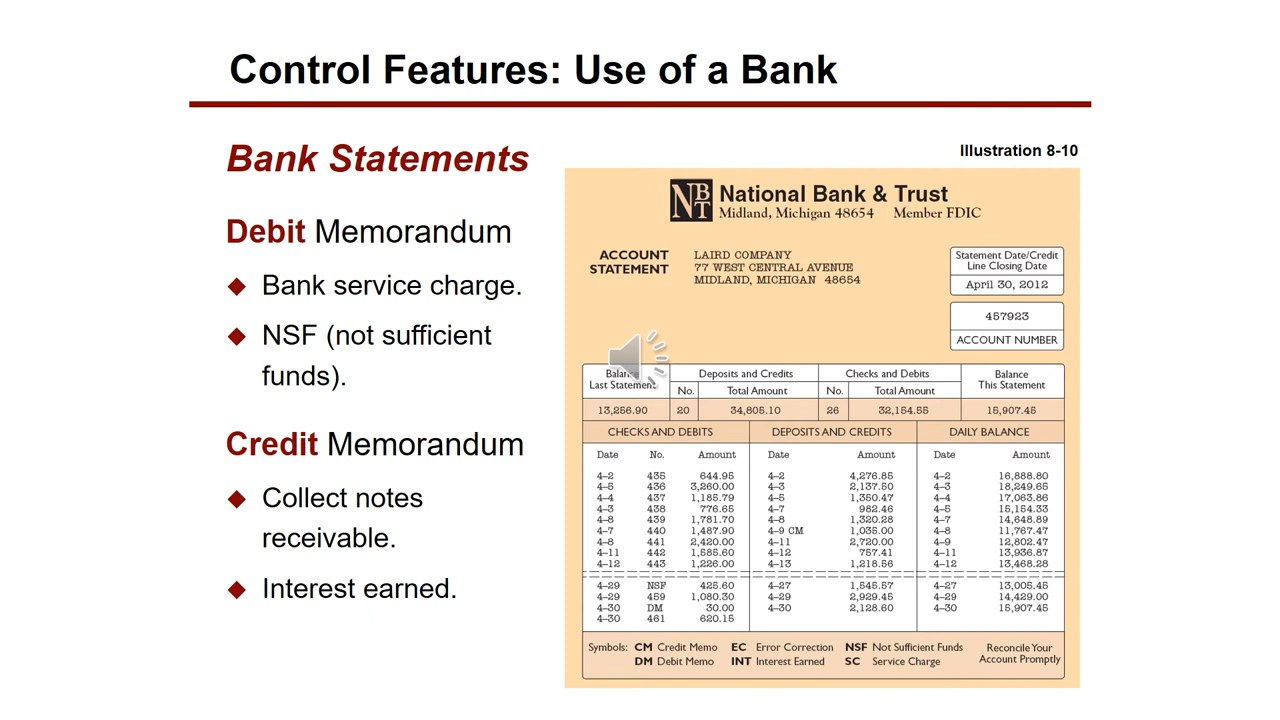 Control Features: Use of a Bank
Bank Statements
Debit Memorandum
Bank service charge.
NSF (not sufficient
funds).
Credit Memorandum
Collect notes
receivable.
Interest earned.
Illustration 8-10
NBT
National Bank & Trust
Midland, Michigan 48654 Member FDIC
ACCOUNT
STATEMENT
LAIRD COMPANY
77 WEST CENTRAL AVENUE
MIDLAND, MICHIGAN 48654
Statement Date/Credit
Line Closing Date
April 30, 2012
457923
ACCOUNT NUMBER
Balance
Last Statement
Deposits and Credits
Checks and Debits
Balance
This Statement
No. Total Amount No. Total Amount
13,256.90 20 34,805.10 26 32,154.55 15,907.45
CHECKS AND DEBITS DEPOSITS AND CREDITS DAILY BALANCE
Date No. Amount Date Amount Date Amount
4–2 435 644.95 4–2 4,276.85 4–2 16,888.80
4–5 436 3,260.00 4–3 2,137.50 4–3 18,249.65
4–4 437 1,185.79 4–5 1,350.47 4–4 17,063.86
4–3 438 776.65 4–7 982.46 4–5 15,154.33
4–8 439 1,781.70 4–8 1,320.28 4–7 14,648.89
4–7 440 1,487.90 4–9 CM 1,035.00 4–8 11,767.47
4–8 441 2,420.00 4–11 2,720.00 4–9 12,802.47
4–11 442 1,585.60 4–12 757.41 4–11 13,936.87
4–12 443 1,226.00 4–13 1,218.56 4–12 13,468.28
4–29 NSF 425.60 4–27 1,545.57 4–27 13,005.45
4–29 459 1,080.30 4–29 2,929.45 4–29 14,429.00
4–30 DM 30.00 4–30 2,128.60 4–30 15,907.45
4–30 461 620.15
Symbols: CM Credit Memo EC Error Correction NSF Not Sufficient Funds
DM Debit Memo INT Interest Earned SC Service Charge
Reconcile Your
Account Promptly